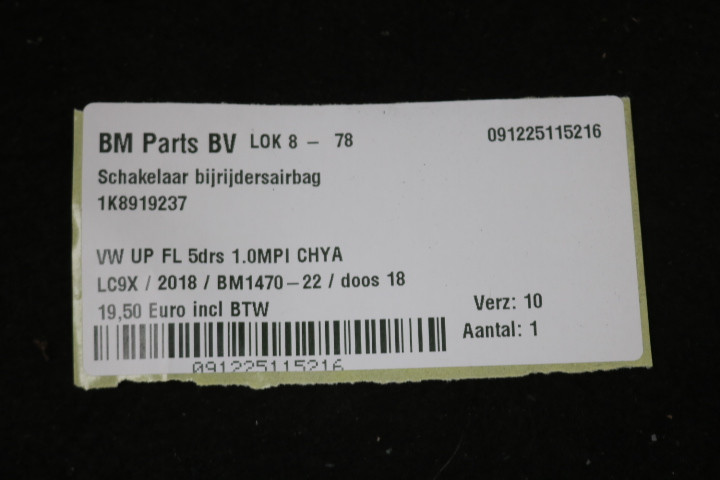 BM Parts BV LOK 8 - 78 091225115216
Schakelaar bijrijdersairbag
1K8919237
VW UP FL 5drs 1.0MPI CHYA
LC9X / 2018 / BM1470-22 / doos 18
19,50 Euro incl BTW
Verz: 10
Aantal: 1
091225115216